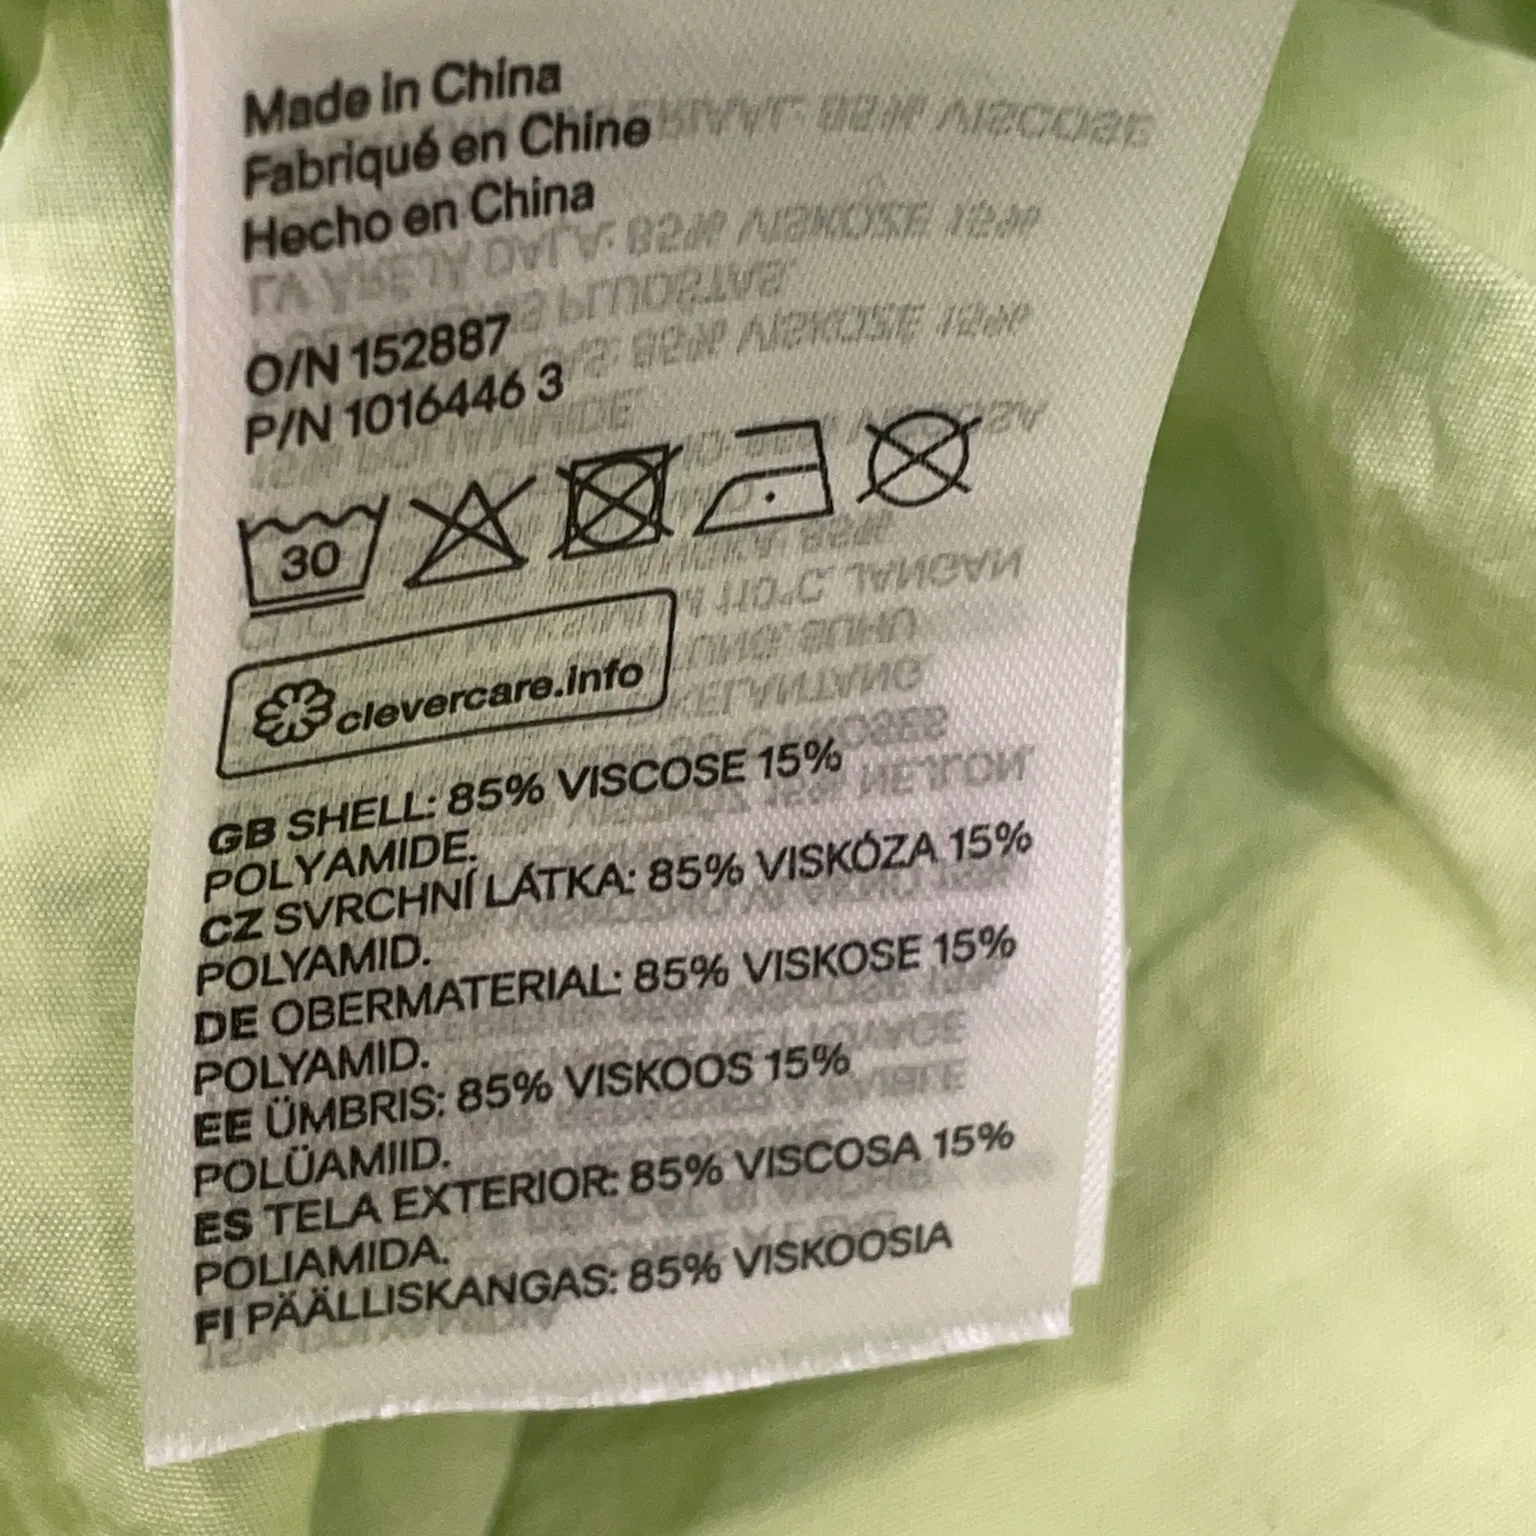 Made in China
Fabriqué en Chine
Hecho en China
O/N 152887
P/N 1016446 3
30
clevercare.info
GB SHELL: 85% VISCOSE 15%
POLYAMIDE.
CZ SVRCHNÍ LÁTKA: 85% VISKÓZA 15%
POLYAMID.
DE OBERMATERIAL: 85% VISKOSE 15%
POLYAMID.
EE ÜMBRIS: 85% VISKOOS 15%
POLÜAMIID.
ES TELA EXTERIOR: 85% VISCOSA 15%
POLIAMIDA.
FI PÄÄLLISKANGAS: 85% VISKOOSIA